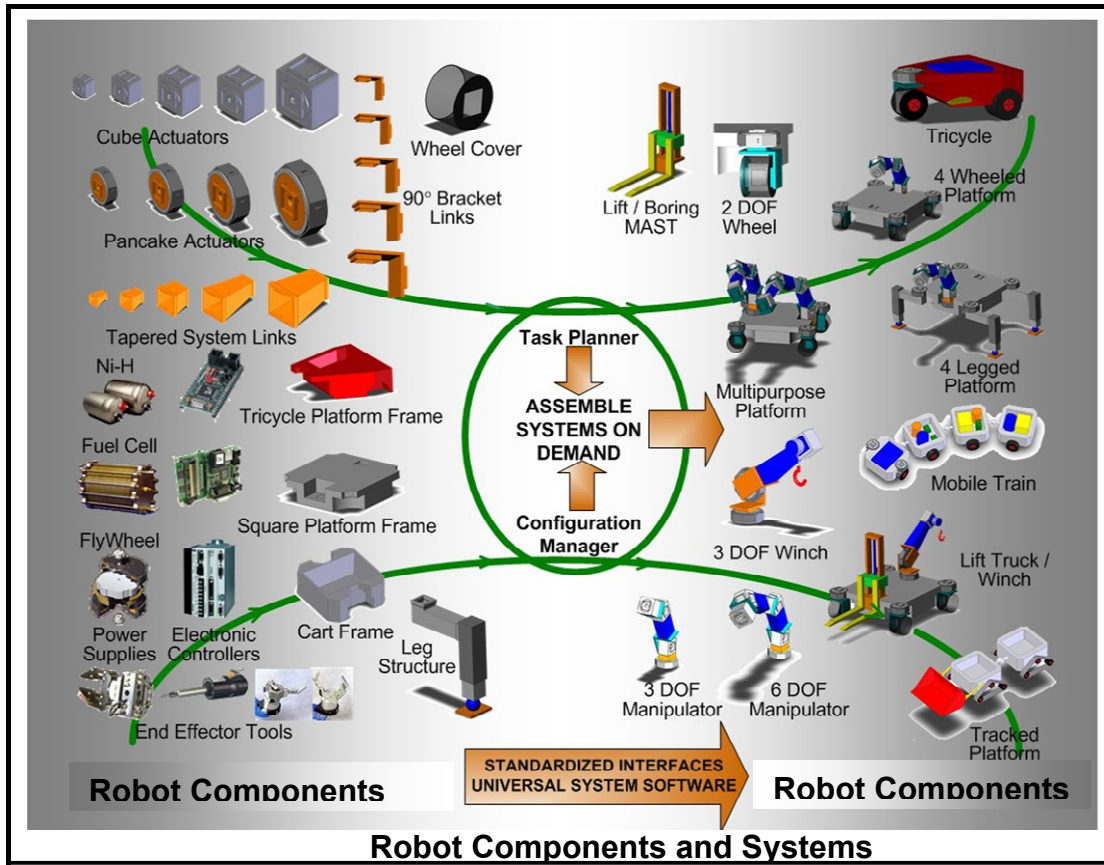 Cube Actuators
Wheel Cover
Pancake Actuators
90° Bracket
Links
Tapered System Links
Ni-H
Tricycle Platform Frame
Fuel Cell
Square Platform Frame
FlyWheel
Power
Supplies
Electronic
Controllers
Cart Frame
Leg
Structure
End Effector Tools
Task Planner
ASSEMBLE
SYSTEMS ON
DEMAND
Configuration
Manager
Lift / Boring
MAST
2 DOF
Wheel
Tricycle
4 Wheeled
Platform
Multipurpose
Platform
4 Legged
Platform
Mobile Train
3 DOF Winch
Lift Truck /
Winch
3 DOF
Manipulator
6 DOF
Manipulator
Tracked
Platform
Robot Components
STANDARDIZED INTERFACES
UNIVERSAL SYSTEM SOFTWARE
Robot Components
Robot Components and Systems